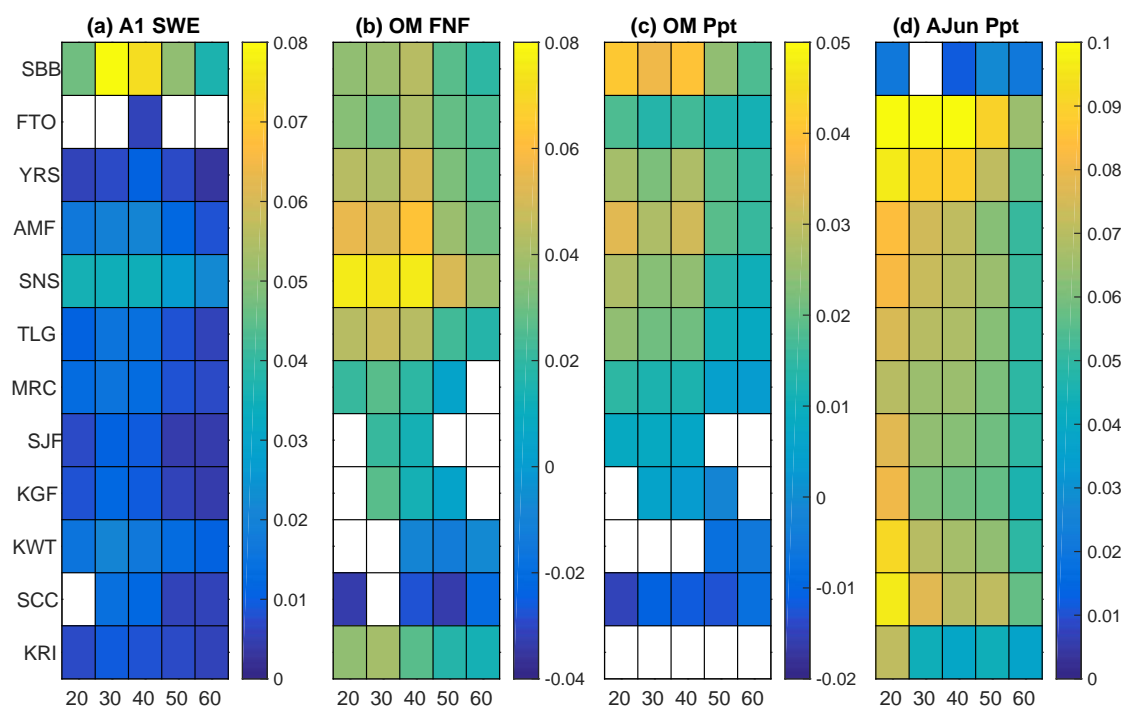 (a) A1 SWE
(b) OM FNF
(c) OM Ppt
(d) AJun Ppt
SBB
FTO
YRS
AMF
SNS
TLG
MRC
SJF
KGF
KWT
SCC
KRI
20 30 40 50 60
0.08
0.07
0.06
0.05
0.04
0.03
0.02
0.01
0
20 30 40 50 60
0.08
0.06
0.04
0.02
0
-0.02
-0.04
20 30 40 50 60
0.05
0.04
0.03
0.02
0.01
0
-0.01
-0.02
20 30 40 50 60
0.1
0.09
0.08
0.07
0.06
0.05
0.04
0.03
0.02
0.01
0